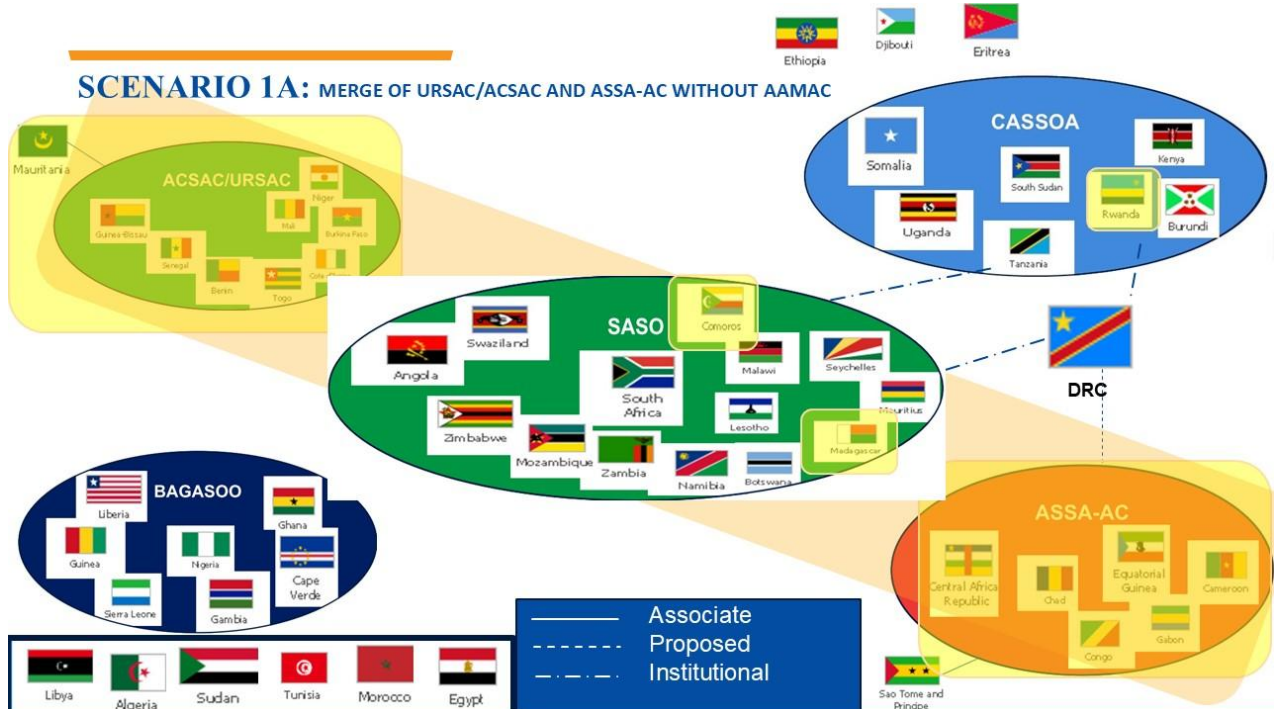 Ethiopia
Djibouti
Eritrea
SCENARIO 1A: MERGE OF URSAC/ACSAC AND ASSA-AC WITHOUT AAMAC
Mauritania
ACSAC/URSAC
Niger
Mali
Burkina Faso
Guinea-Bissau
Senegal
Benin
Togo
CASSOA
Somalia
South Sudan
Kenya
Rwanda
Uganda
Burundi
Tanzania
SASO
Comoros
Swaziland
Angola
South
Africa
Malawi
Seychelles
Mauritius
Lesotho
Zimbabwe
Mozambique
Zambia
Namibia
Botswana
Madagascar
DRC
BAGASOO
Liberia
Ghana
Guinea
Nigeria
Cape
Verde
Sierra Leone
Gambia
ASSA-AC
Central Africa
Republic
Chad
Equatorial
Guinea
Cameroon
Congo
Gabon
Sao Tome and
Principe
Associate
Proposed
Institutional
Libya
Algeria
Sudan
Tunisia
Morocco
Egypt